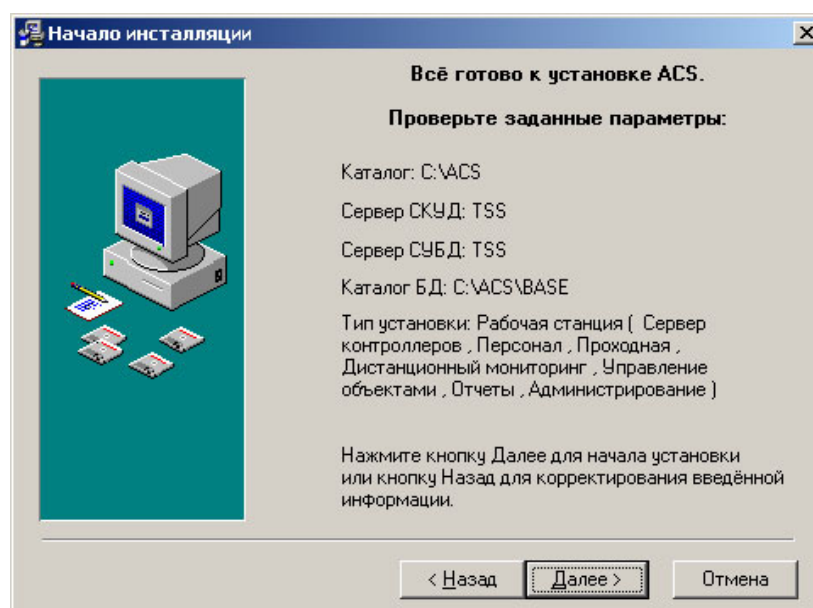 Начало инсталляции
Всё готово к установке ACS.
Проверьте заданные параметры:
Каталог: C:\ACS
Сервер СКУД: TSS
Сервер СУБД: TSS
Каталог БД: C:\ACS\BASE
Тип установки: Рабочая станция ( Сервер
контроллеров , Персонал , Проходная ,
Дистанционный мониторинг , Управление
объектами , Отчеты , Администрирование )
Нажмите кнопку Далее для начала установки
или кнопку Назад для корректирования введённой
информации.
< Назад
Далее >
Отмена